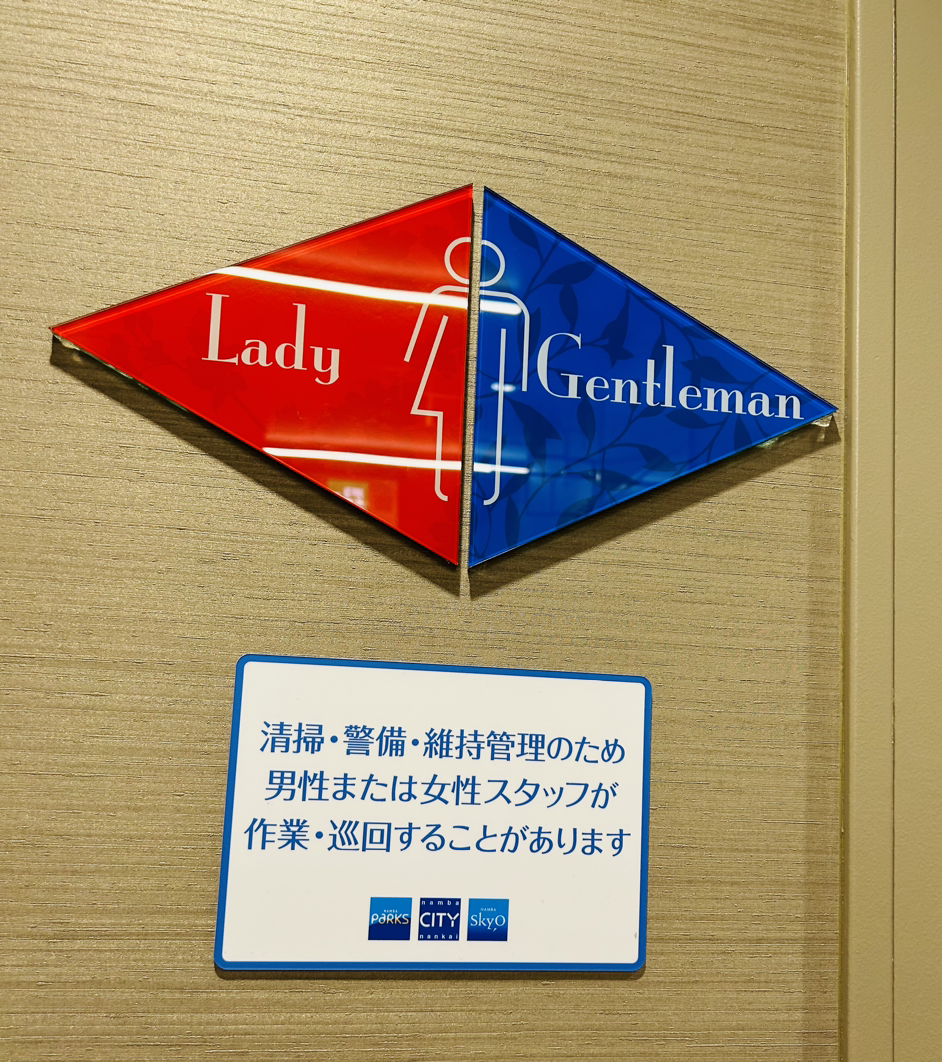 Lady
Gentleman
清掃・警備・維持管理のため
男性または女性スタッフが
作業・巡回することがあります
NAMBA
PARKS
namba
CITY
nankai
NAMBA
SkyO